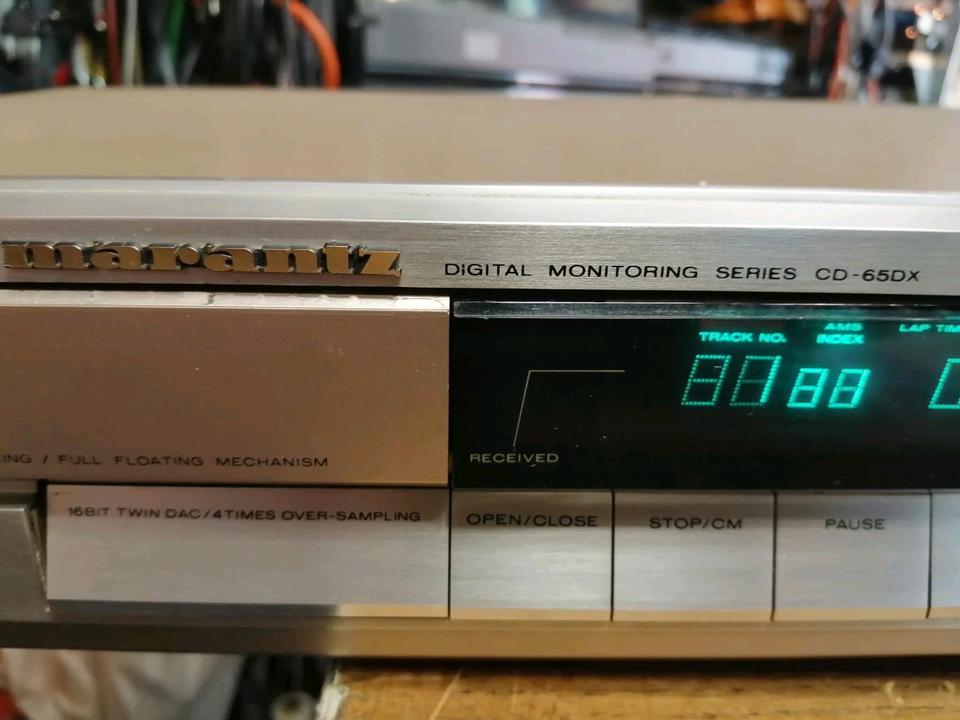 marantz
DIGITAL MONITORING SERIES CD-65DX
TRACK NO.
AMS
INDEX
LAP
RECEIVED
/ FULL FLOATING MECHANISM
16BIT TWIN DAC/4TIMES OVER-SAMPLING
OPEN/CLOSE
STOP/CM
PAUSE